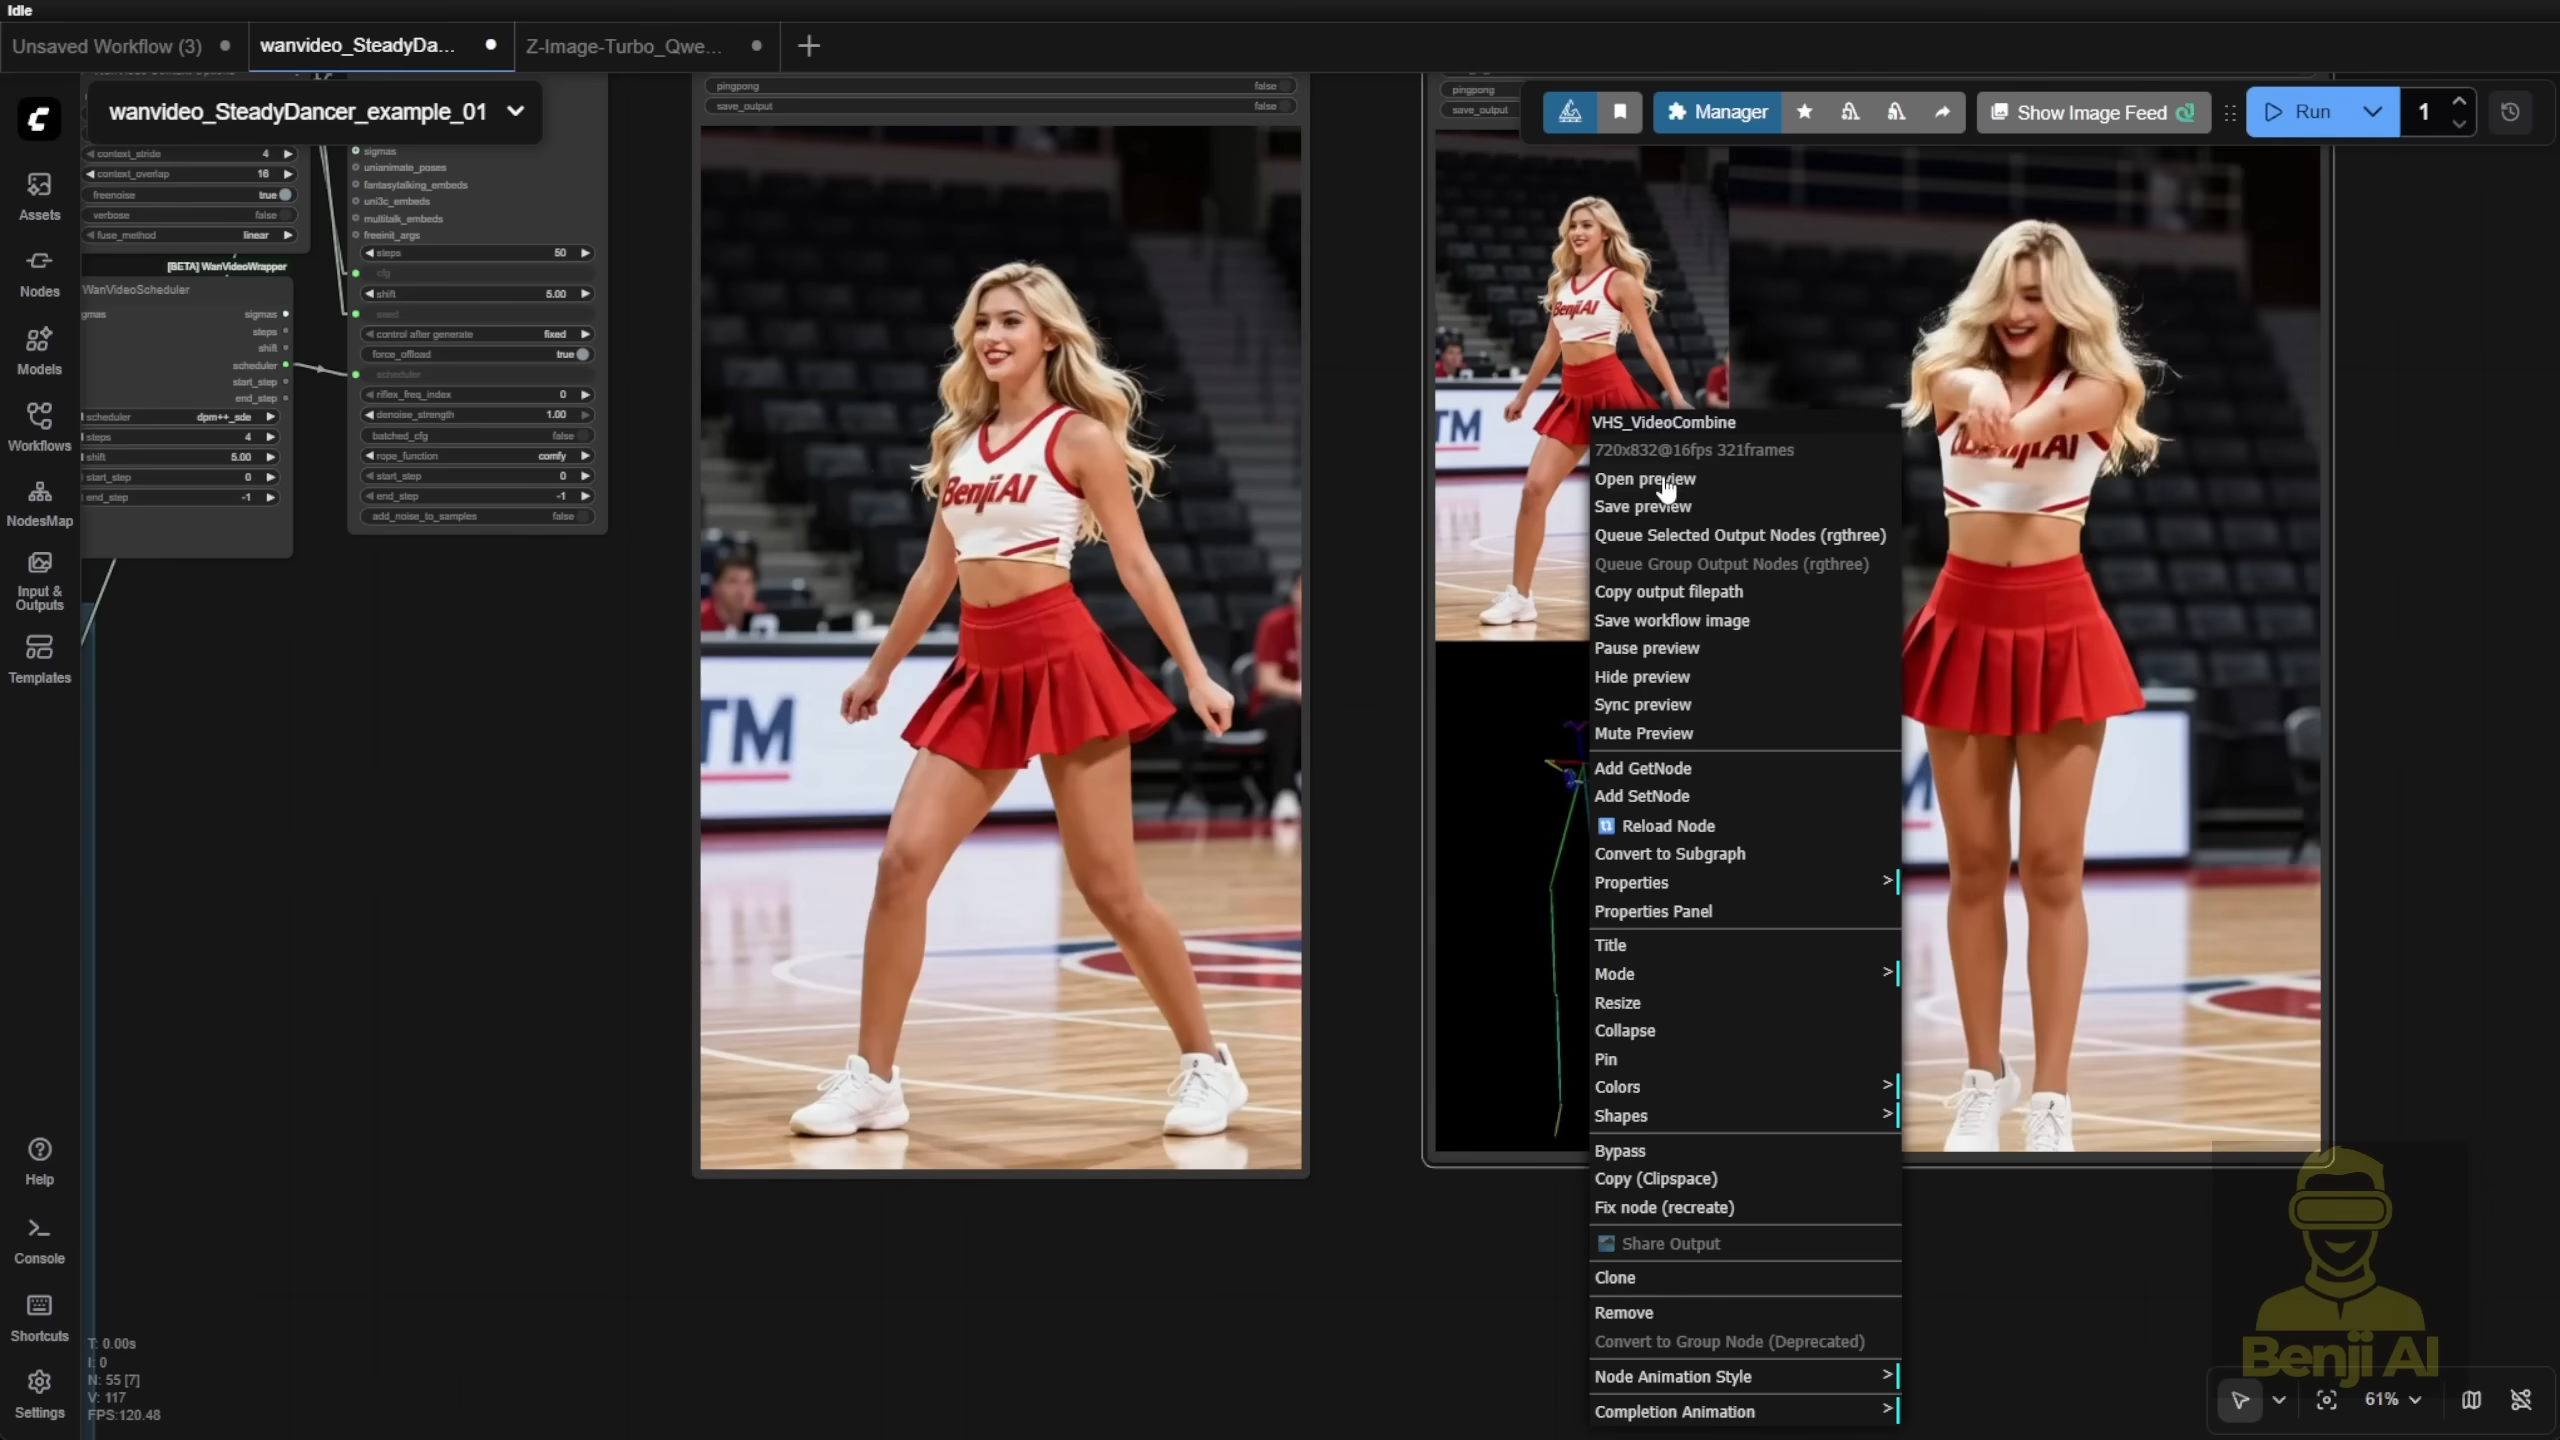 Idle
Unsaved Workflow (3)
wanvideo_SteadyDa...
Z-Image-Turbo_Qwe...
wanvideo_SteadyDancer_example_01
Manager
Show Image Feed
Run
1
Assets
Nodes
Models
Workflows
NodesMap
Input &
Outputs
Templates
Help
Console
Shortcuts
Settings
context_stride 4
context_overlap 16
freenoise true
verbose false
fuse_method linear
[BETA] WanVideoWrapper
WanVideoScheduler
sigmas
steps
shift
scheduler
start_step
end_step
scheduler dpm++_sde
steps 4
shift 5.00
start_step 0
end_step -1
sigmas
unianimate_poses
fantasytalking_embeds
uni3c_embeds
multitalk_embeds
freeinit_args
steps 50
cfg
shift 5.00
seed
control after generate fixed
force_offload true
scheduler
riflex_freq_index 0
denoise_strength 1.00
batched_cfg false
rope_function comfy
start_step 0
end_step -1
add_noise_to_samples false
pingpong false
save_output false
BenjiAI
TM
pingpong
save_output
BenjiAI
TM
VHS_VideoCombine
720x832@16fps 321frames
Open preview
Save preview
Queue Selected Output Nodes (rgthree)
Queue Group Output Nodes (rgthree)
Copy output filepath
Save workflow image
Pause preview
Hide preview
Sync preview
Mute Preview
Add GetNode
Add SetNode
Reload Node
Convert to Subgraph
Properties >
Properties Panel
Title
Mode >
Resize
Collapse
Pin
Colors >
Shapes >
Bypass
Copy (Clipspace)
Fix node (recreate)
Share Output
Clone
Remove
Convert to Group Node (Deprecated)
Node Animation Style >
Completion Animation >
T: 0.00s
I: 0
N: 55 [7]
V: 117
FPS:120.48
Benji AI
61%